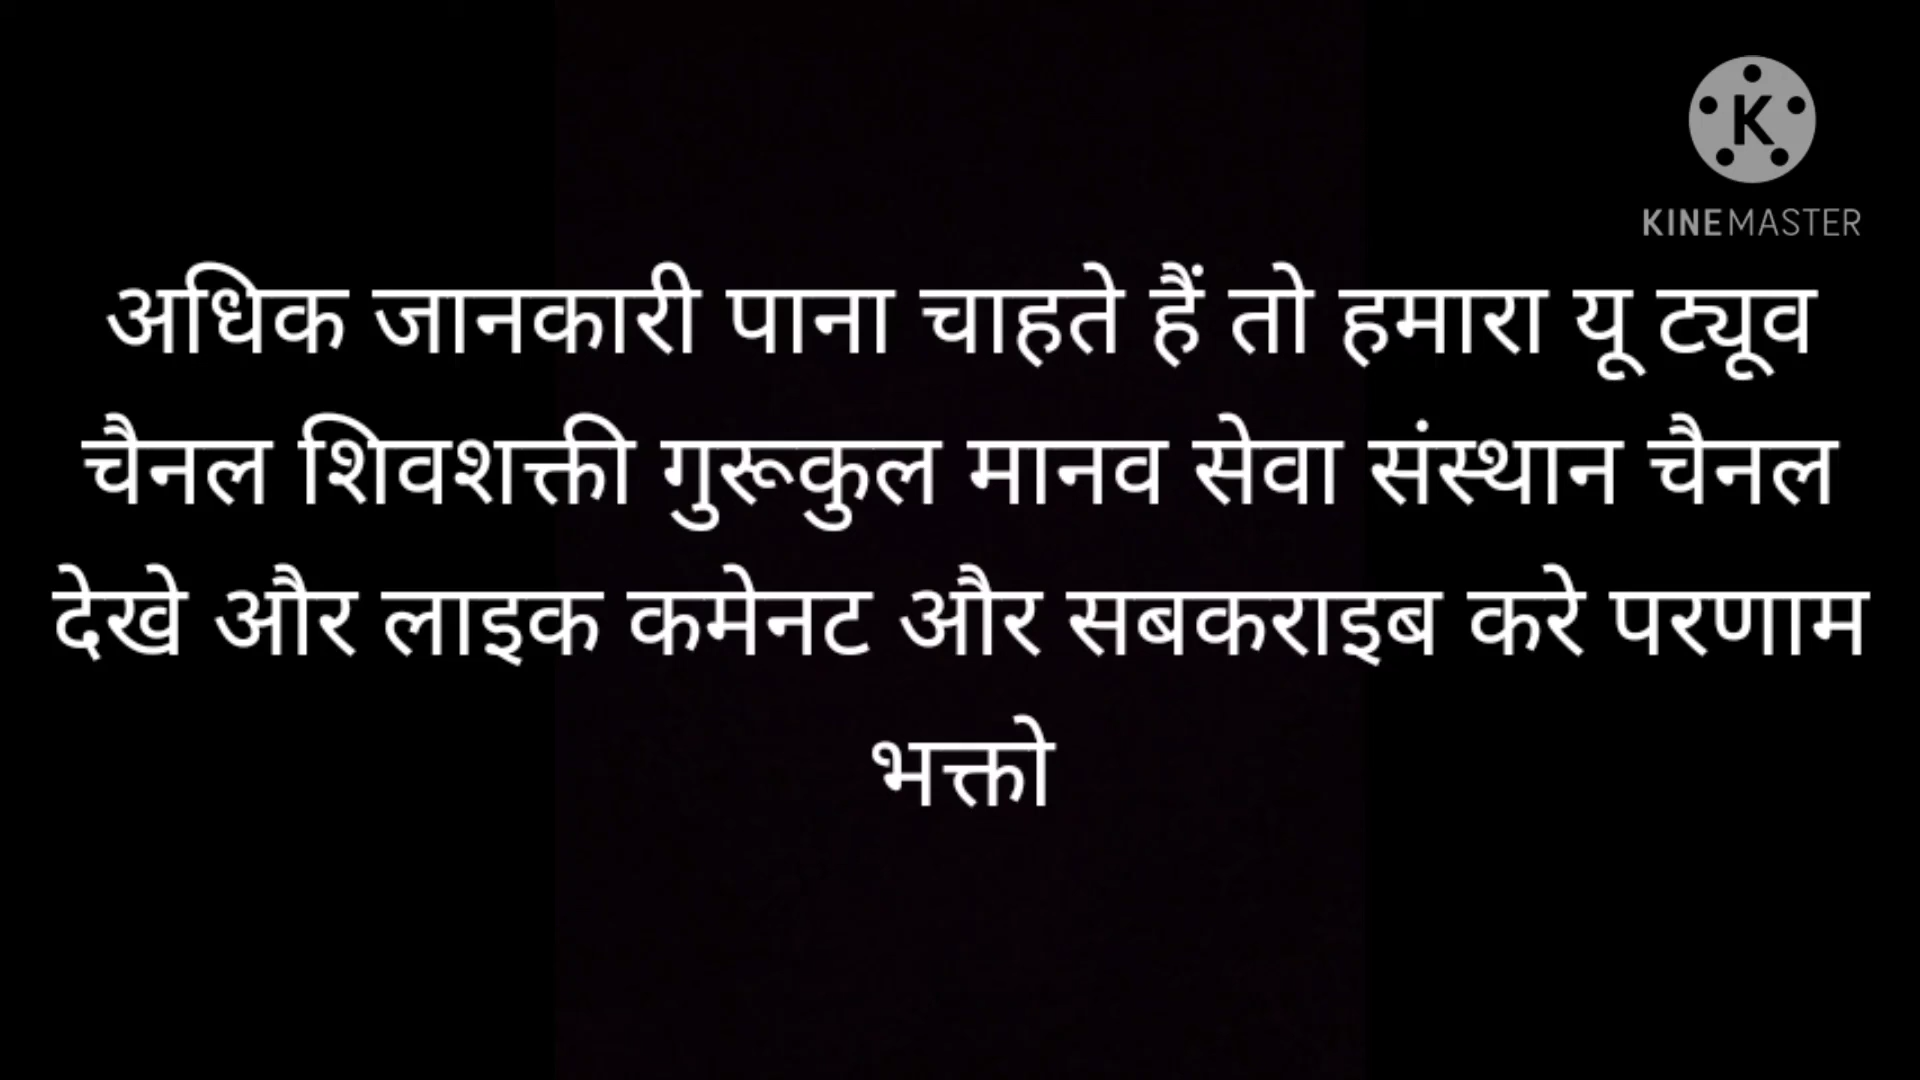 KINEMASTER
अधिक जानकारी पाना चाहते हैं तो हमारा यू ट्यूव
चैनल शिवशक्ती गुरूकुल मानव सेवा संस्थान चैनल
देखे और लाइक कमेनट और सबकराइब करे परणाम
भक्तो